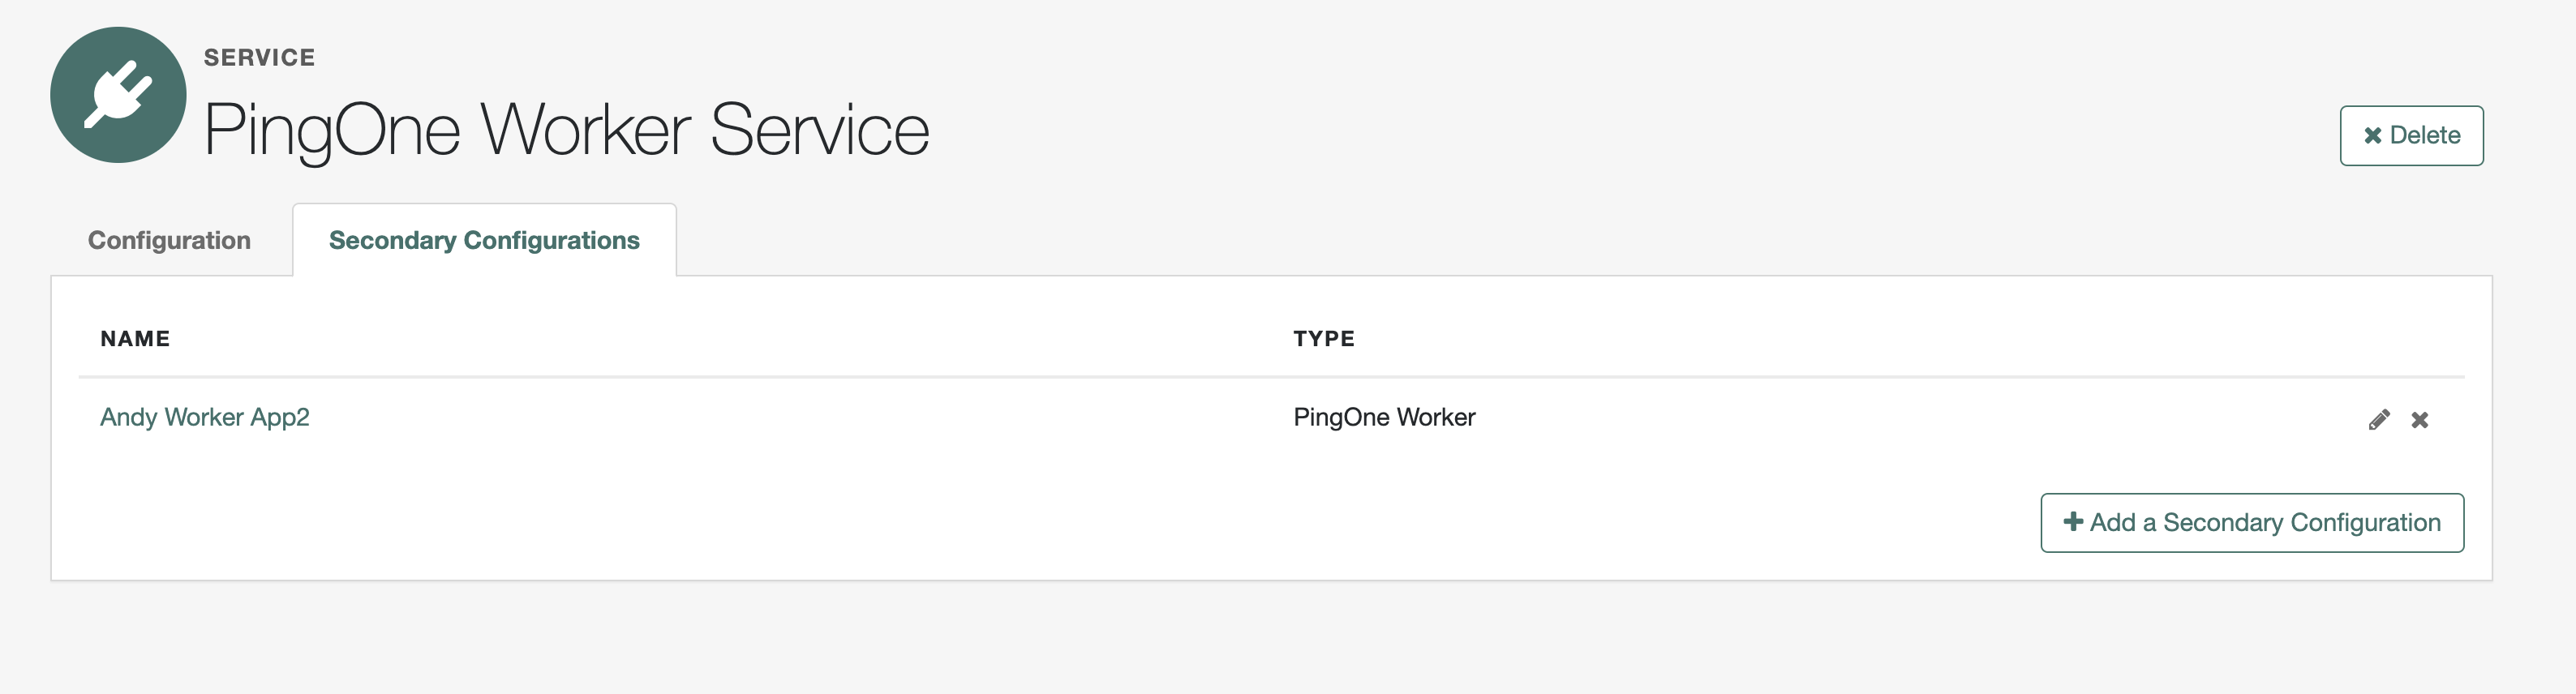 SERVICE
PingOne Worker Service
Delete
Configuration
Secondary Configurations
NAME
TYPE
Andy Worker App2
PingOne Worker
Add a Secondary Configuration